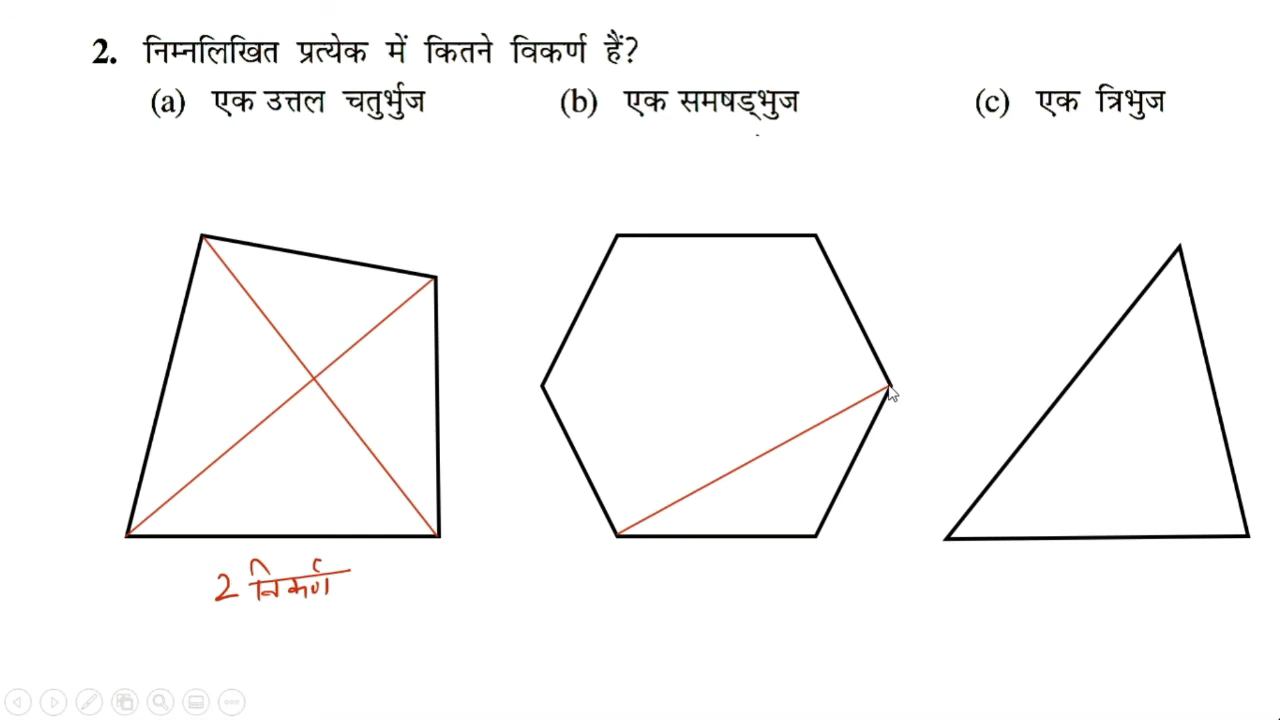 2. निम्नलिखित प्रत्येक में कितने विकर्ण हैं?
(a) एक उत्तल चतुर्भुज (b) एक समषड्भुज (c) एक त्रिभुज
2 विकर्ण